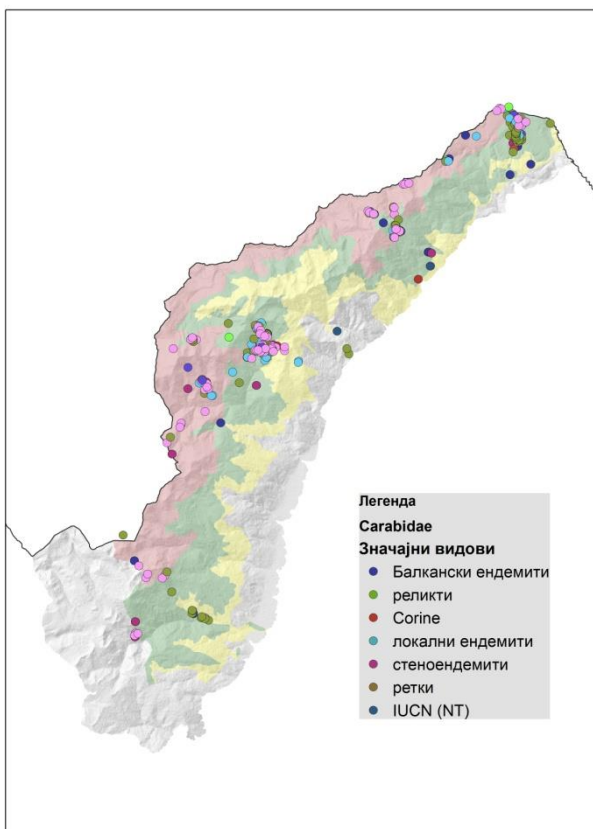 Легенда
Carabidae
Значајни видови
Балкански ендемити
реликти
Corine
локални ендемити
стеноендемити
ретки
IUCN (NT)